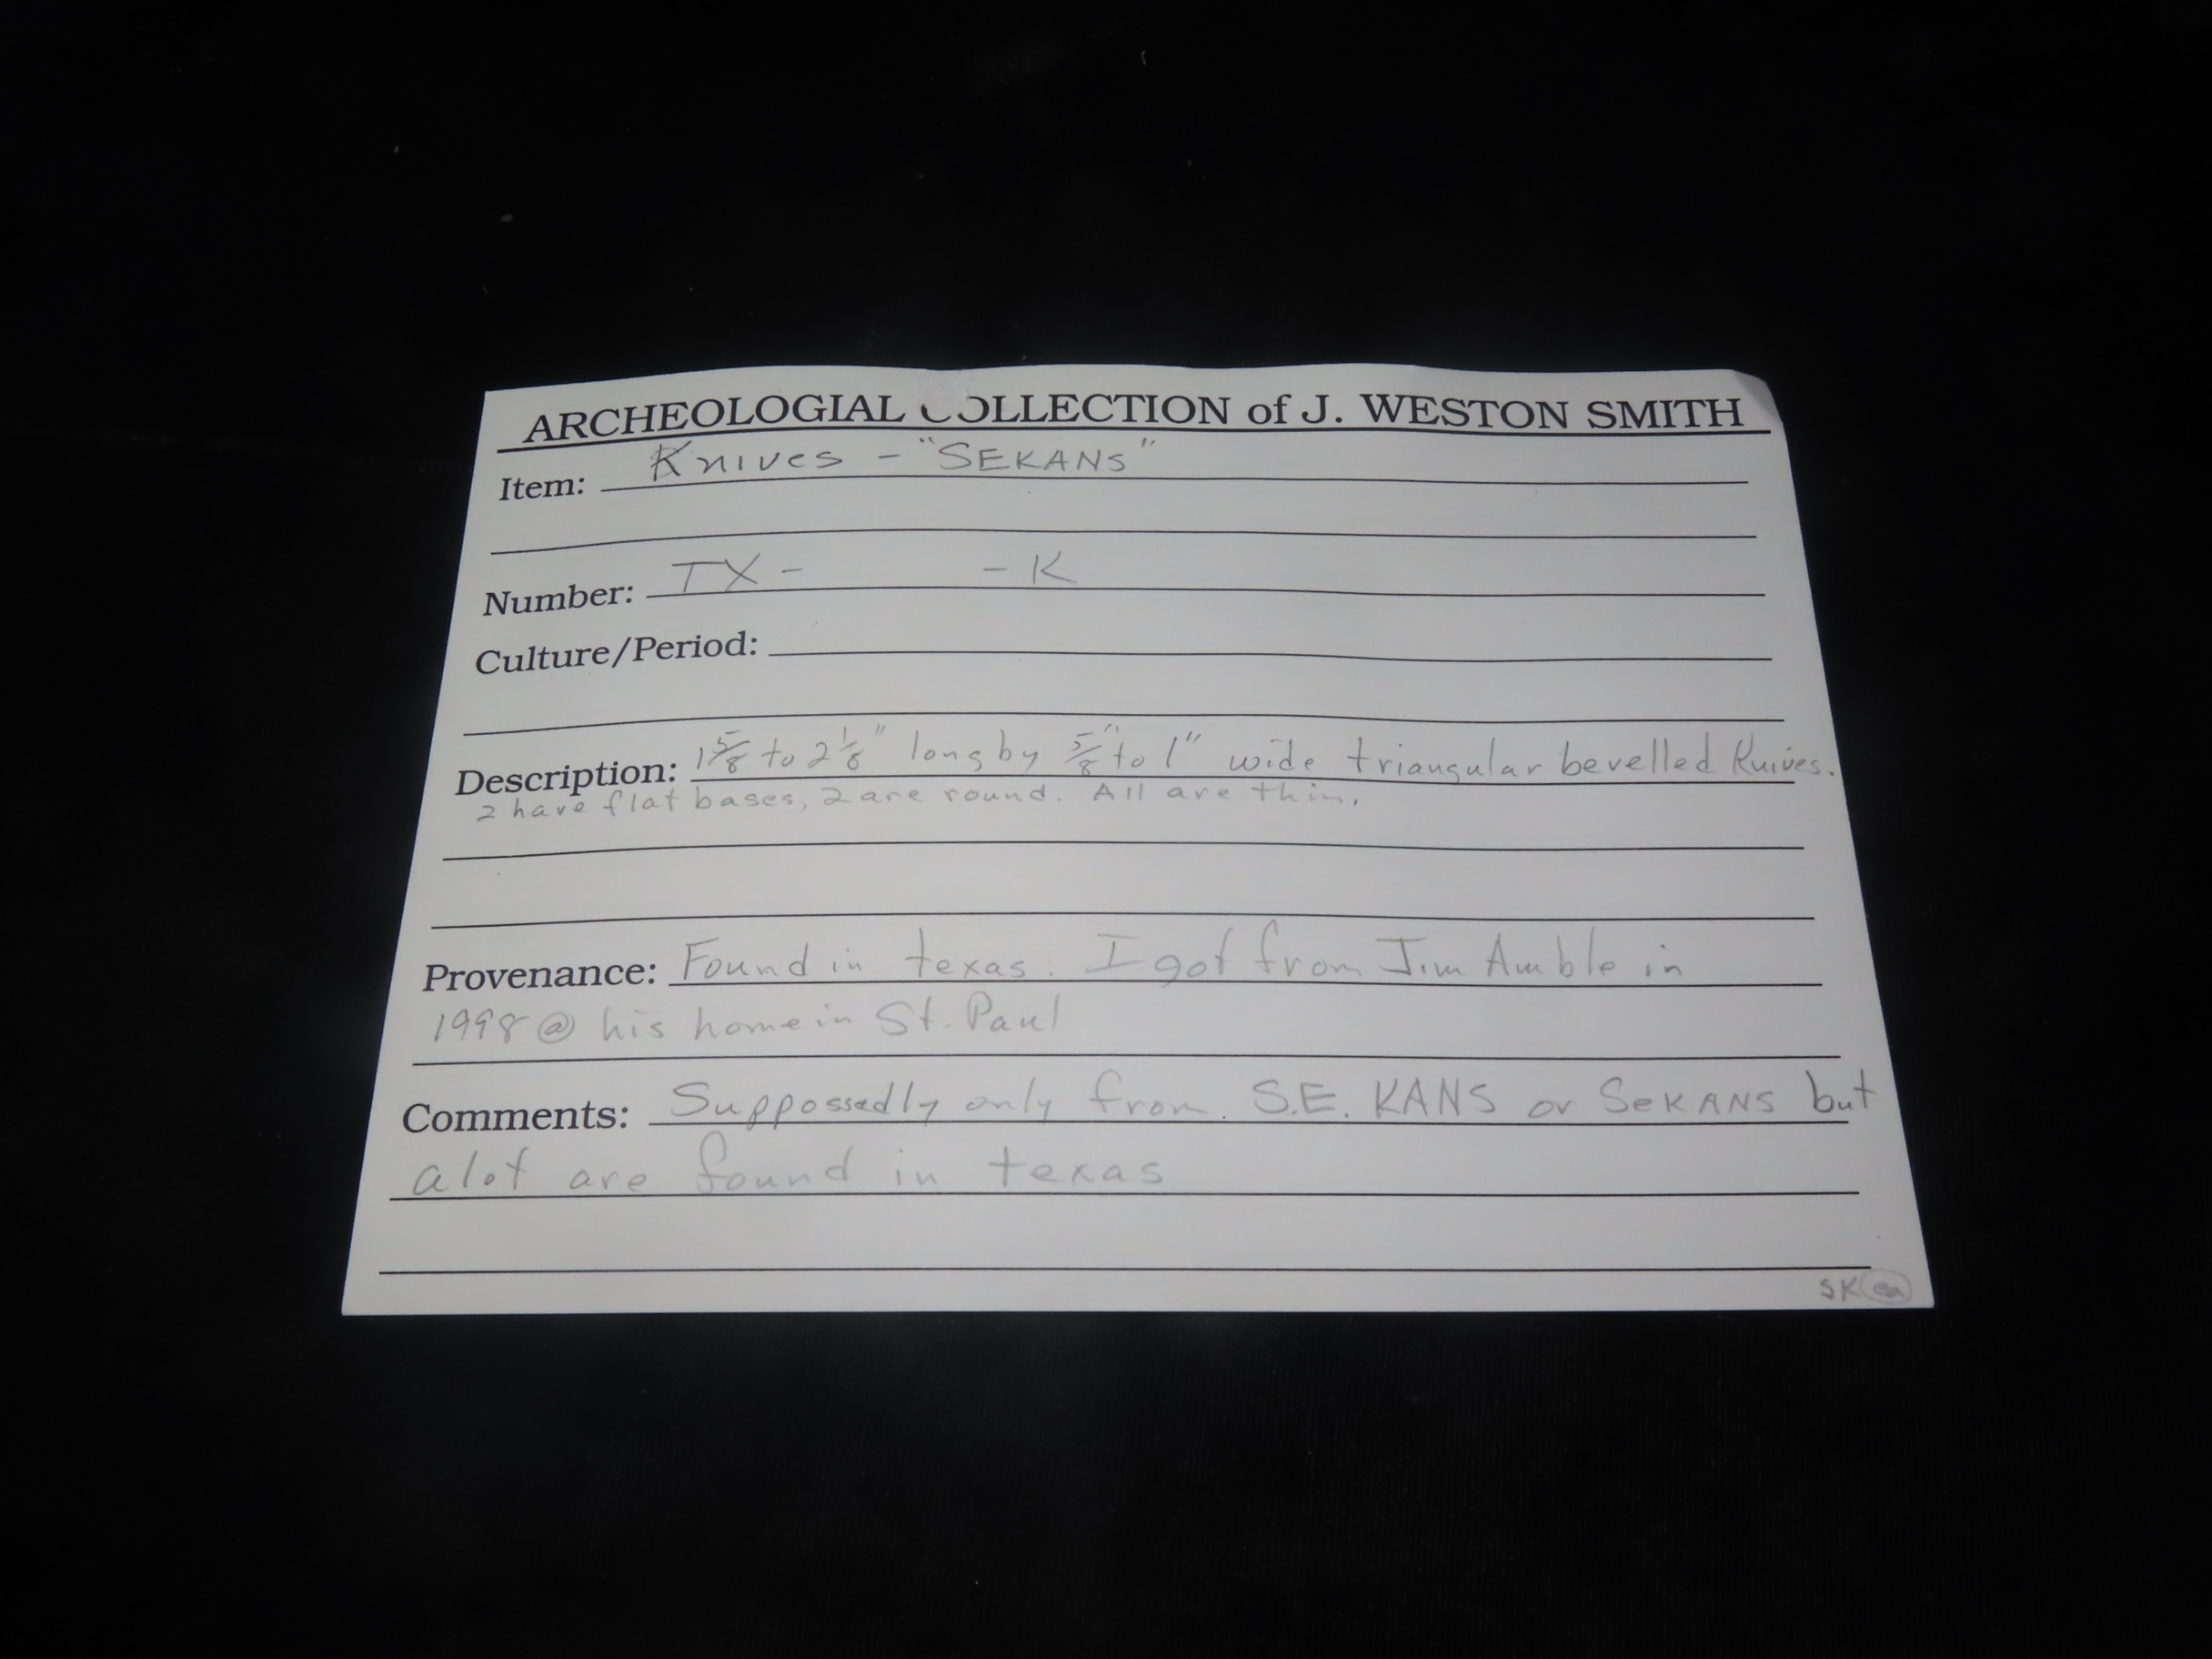 ARCHEOLOGIAL COLLECTION of J. WESTON SMITH
Item: Knives - "SEKANS"
Number: TX- -K
Culture/Period:
Description: 1 5/8 to 2 1/8" long by 5/8" to 1" wide triangular bevelled Knives.
2 have flat bases, 2 are round. All are thin.
Provenance: Found in texas. I got from Jim Amble in
1998 @ his home in St. Paul
Comments: Suppossedly only from S.E. KANS or SEKANS but
alot are found in texas
SK ea